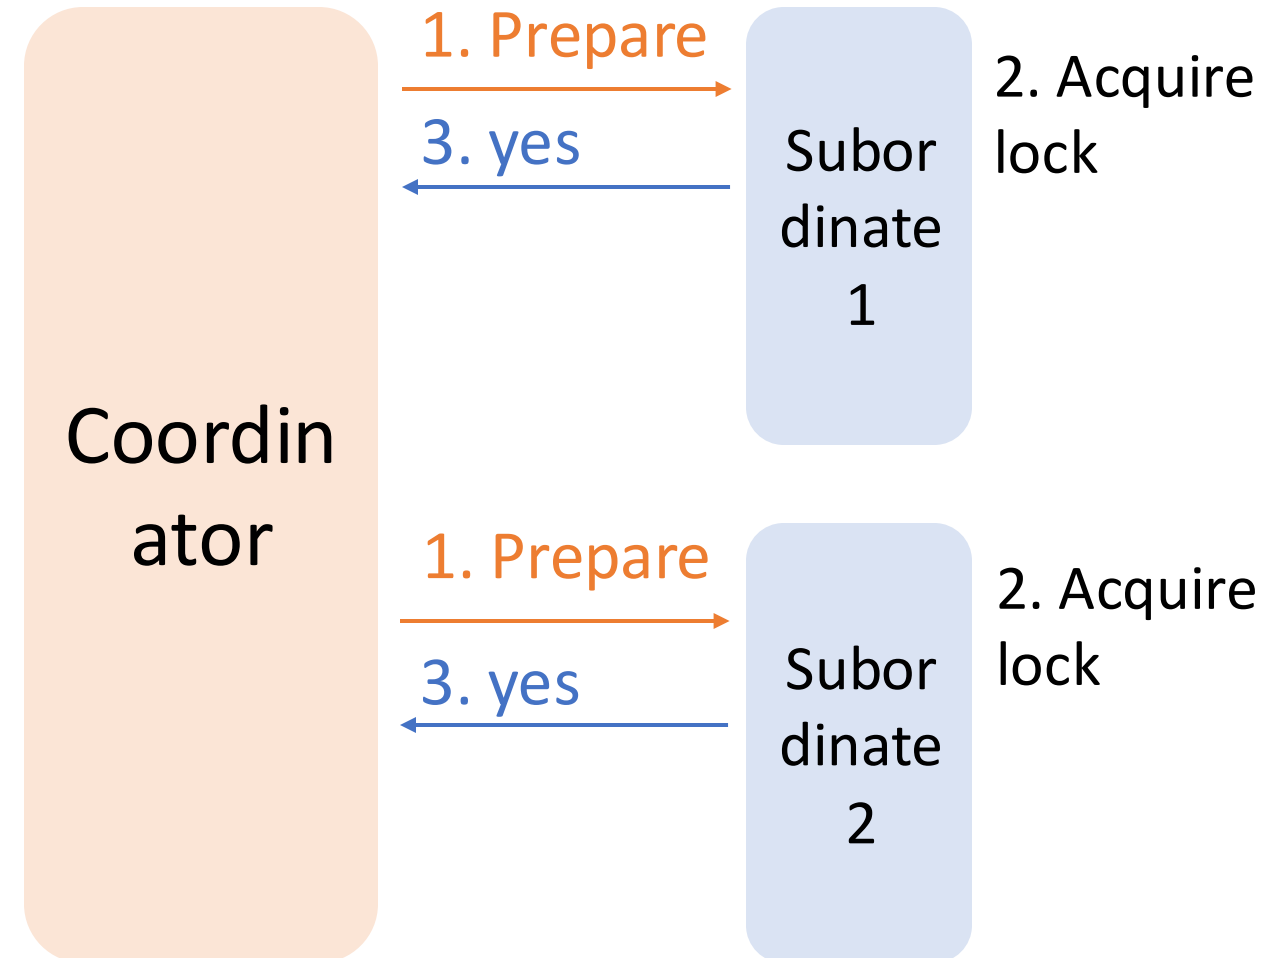 Coordin
ator
1. Prepare
3. yes
Subor
dinate
1
2. Acquire
lock
1. Prepare
3. yes
Subor
dinate
2
2. Acquire
lock